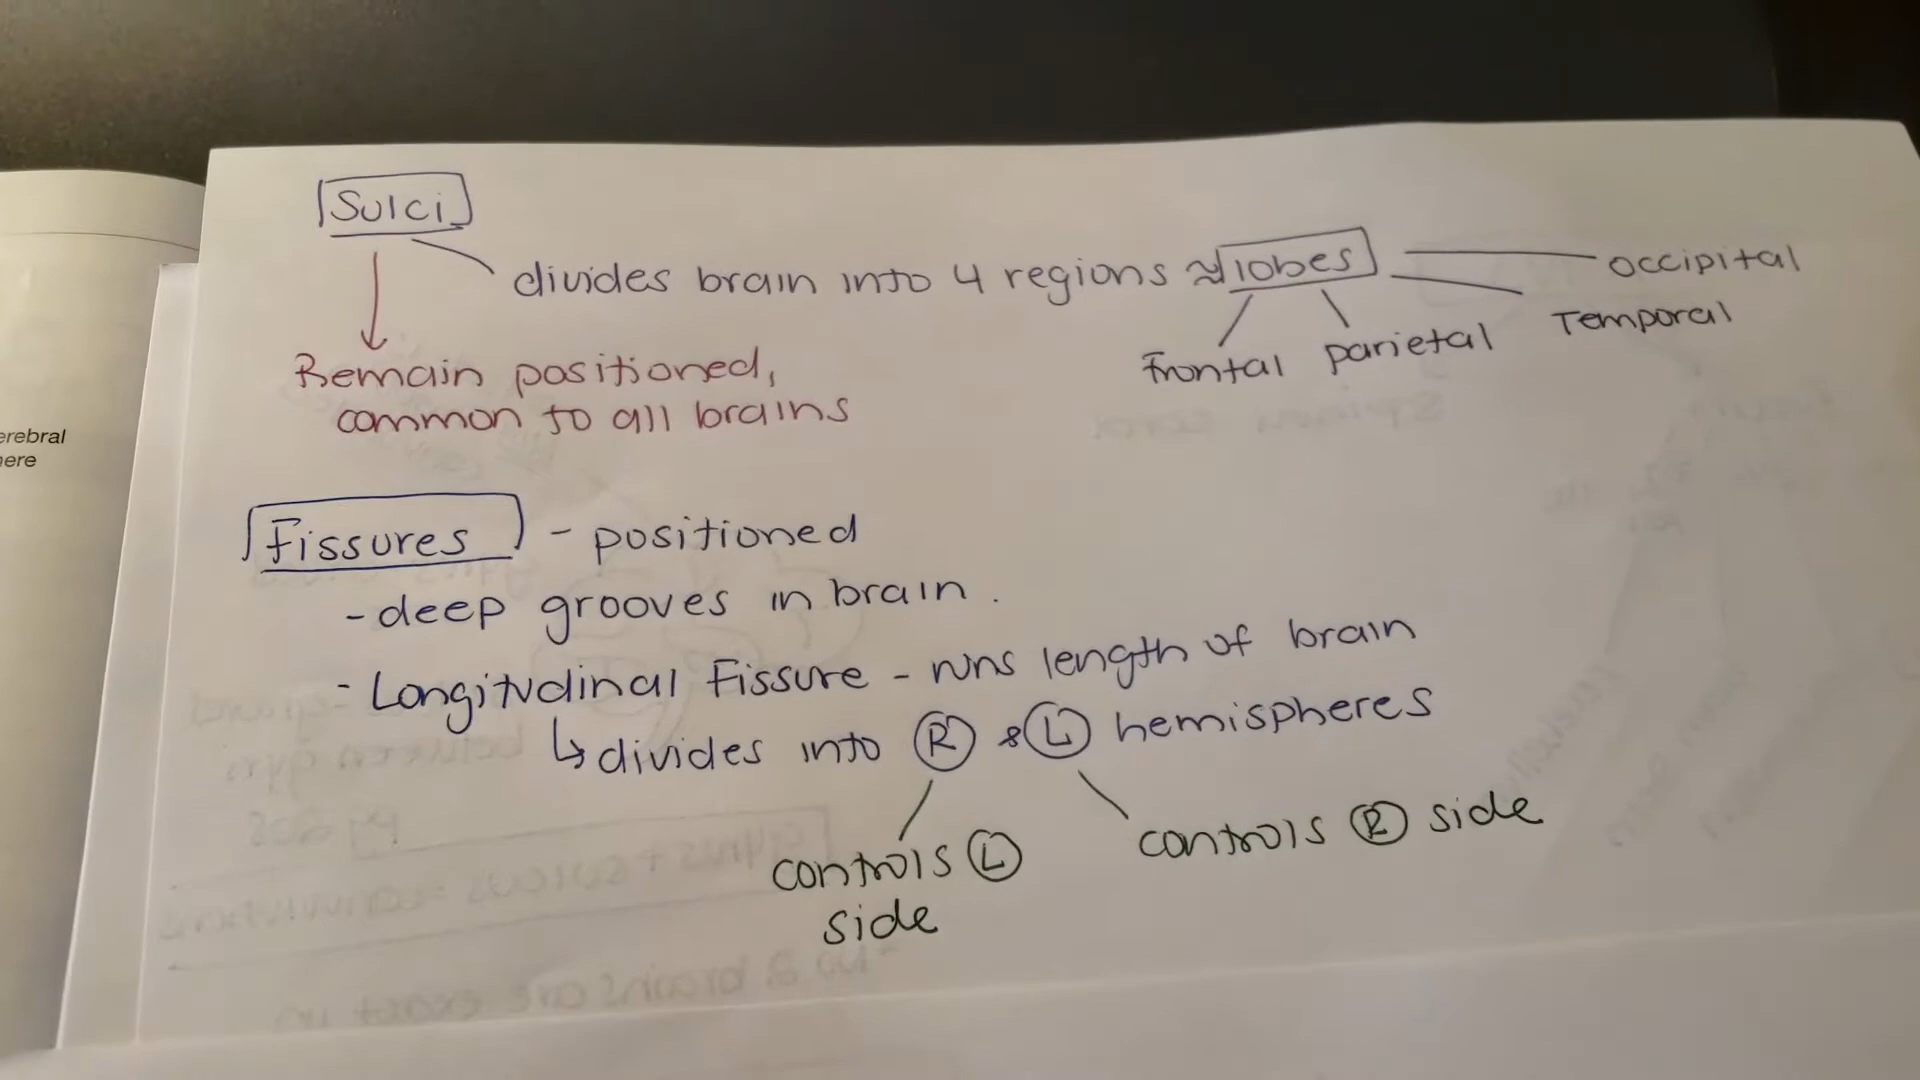 Sulci
divides brain into 4 regions ≈ lobes
occipital
Temporal
Frontal parietal
Remain positioned,
common to all brains
erebral
ere
Fissures - positioned
- deep grooves in brain.
- Longitudinal Fissure - runs length of brain
↳ divides into R & L hemispheres
controls L
side
controls R side